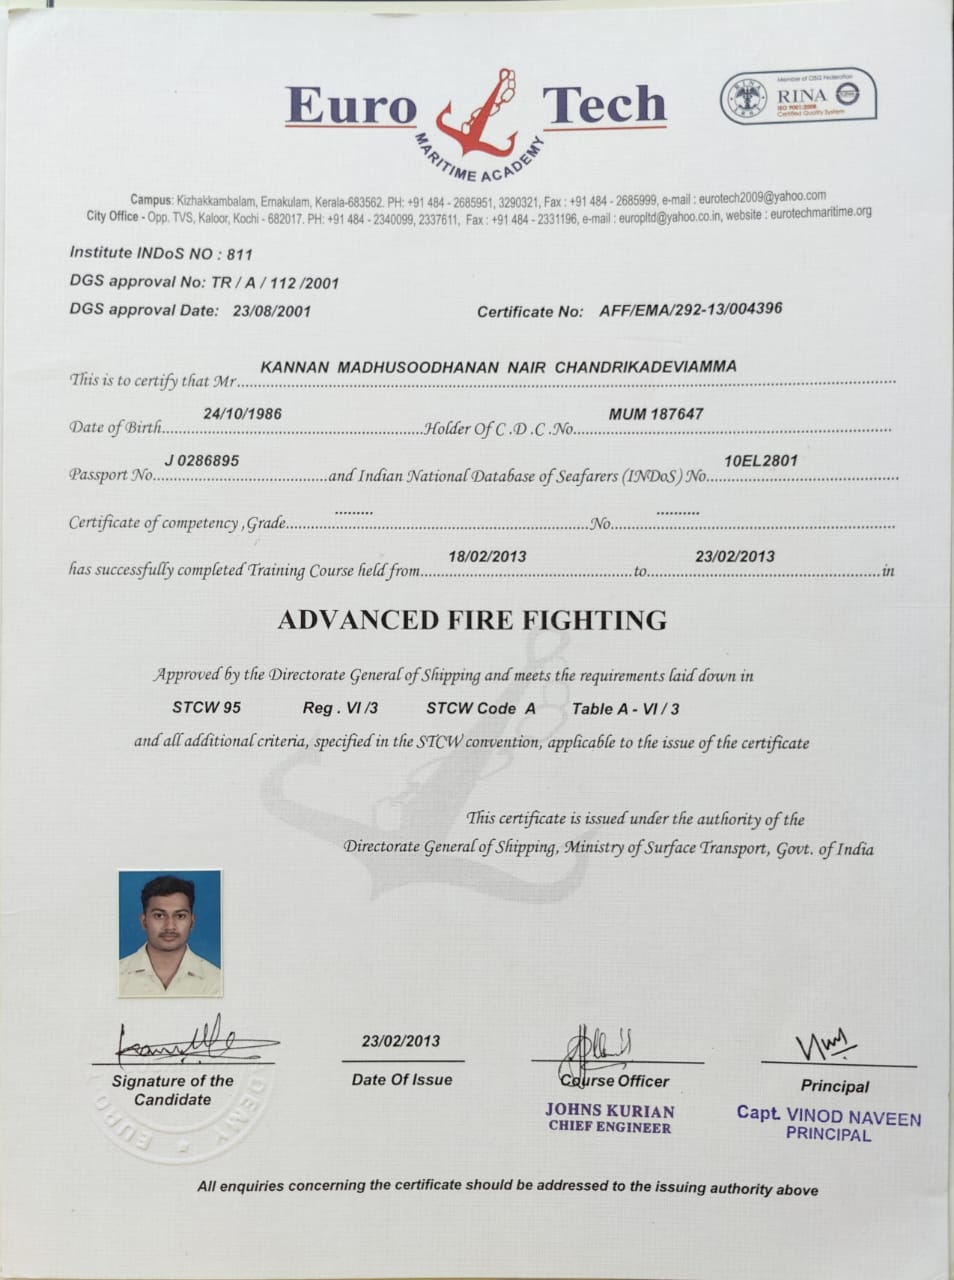 Euro Tech
MARITIME ACADEMY
Member of CISQ Federation
RINA
ISO 9001:2008
Certified Quality System
Campus: Kizhakkambalam, Ernakulam, Kerala-683562. PH: +91 484 - 2685951, 3290321, Fax : +91 484 - 2685999, e-mail : eurotech2009@yahoo.com
City Office - Opp. TVS, Kaloor, Kochi - 682017. PH: +91 484 - 2340099, 2337611, Fax : +91 484 - 2331196, e-mail : europltd@yahoo.co.in, website : eurotechmaritime.org
Institute INDoS NO : 811
DGS approval No: TR / A / 112 /2001
DGS approval Date: 23/08/2001 Certificate No: AFF/EMA/292-13/004396
This is to certify that Mr. KANNAN MADHUSOODHANAN NAIR CHANDRIKADEVIAMMA
Date of Birth 24/10/1986 Holder Of C .D .C .No. MUM 187647
Passport No. J 0286895 and Indian National Database of Seafarers (INDoS) No. 10EL2801
Certificate of competency ,Grade......... No..........
has successfully completed Training Course held from 18/02/2013 to 23/02/2013 in
ADVANCED FIRE FIGHTING
Approved by the Directorate General of Shipping and meets the requirements laid down in
STCW 95 Reg . VI /3 STCW Code A Table A - VI / 3
and all additional criteria, specified in the STCW convention, applicable to the issue of the certificate
This certificate is issued under the authority of the
Directorate General of Shipping, Ministry of Surface Transport, Govt. of India
23/02/2013
Signature of the Candidate
Date Of Issue
Course Officer
Principal
JOHNS KURIAN
CHIEF ENGINEER
Capt. VINOD NAVEEN
PRINCIPAL
All enquiries concerning the certificate should be addressed to the issuing authority above